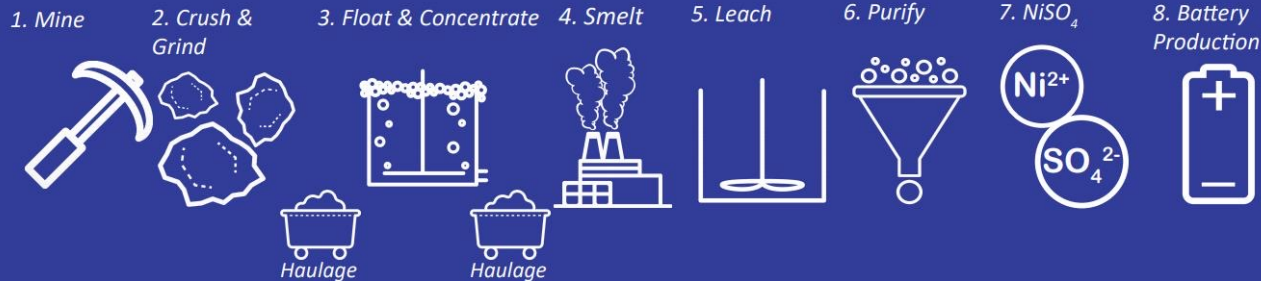 1. Mine
2. Crush &
Grind
3. Float & Concentrate
4. Smelt
5. Leach
6. Purify
7. NiSO₄
8. Battery
Production
Ni²⁺
SO₄²⁻
+
−
Haulage
Haulage